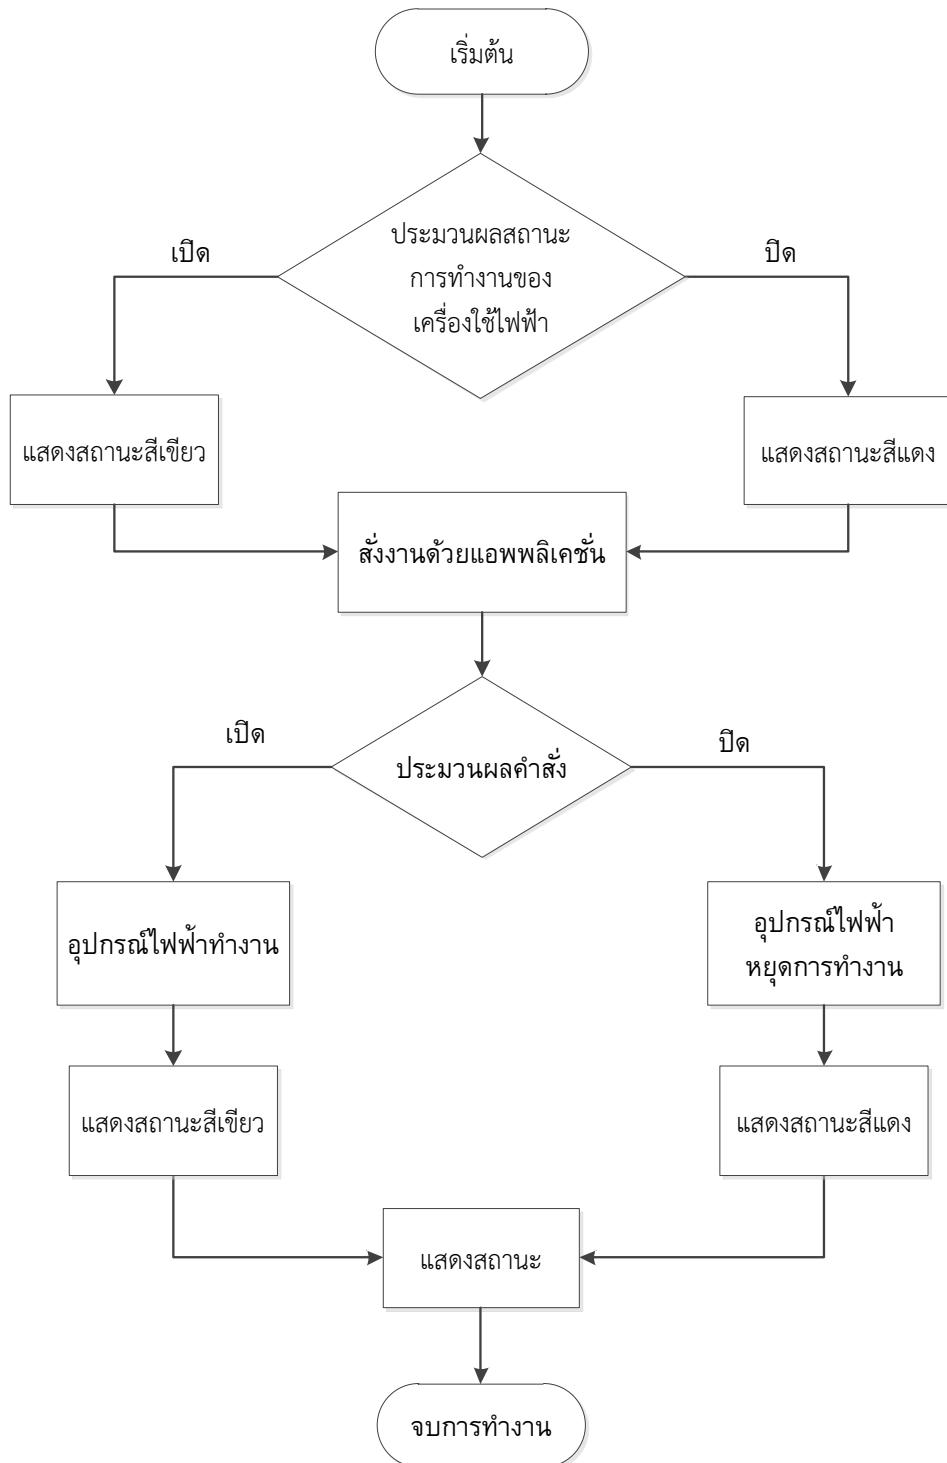 เริ่มต้น
ประมวนผลสถานะ
การทำงานของ
เครื่องใช้ไฟฟ้า
เปิด
ปิด
แสดงสถานะสีเขียว
แสดงสถานะสีแดง
สั่งงานด้วยแอพพลิเคชั่น
เปิด
ปิด
ประมวนผลคำสั่ง
อุปกรณ์ไฟฟ้าทำงาน
อุปกรณ์ไฟฟ้า
หยุดการทำงาน
แสดงสถานะสีเขียว
แสดงสถานะสีแดง
แสดงสถานะ
จบการทำงาน